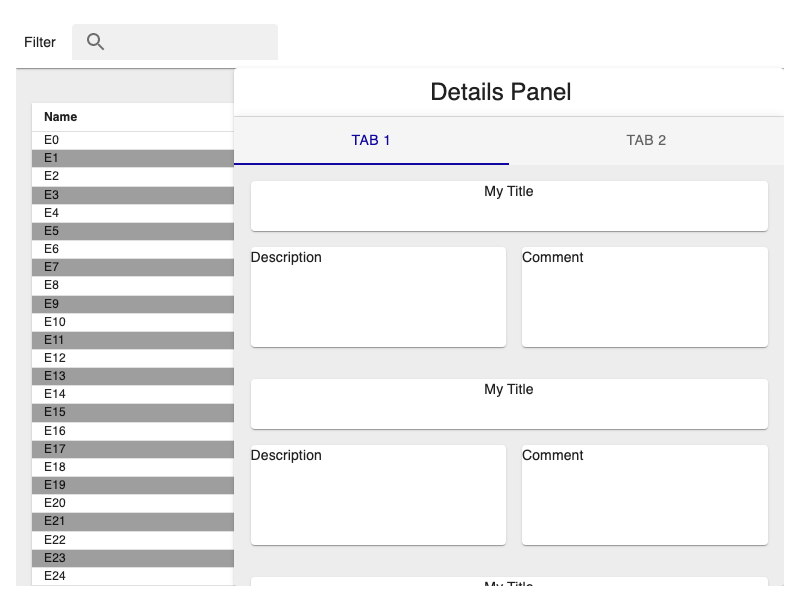 Filter
Details Panel
Name
TAB 1
TAB 2
E0
E1
E2
E3
E4
E5
E6
E7
E8
E9
E10
E11
E12
E13
E14
E15
E16
E17
E18
E19
E20
E21
E22
E23
E24
My Title
Description
Comment
My Title
Description
Comment
My Title